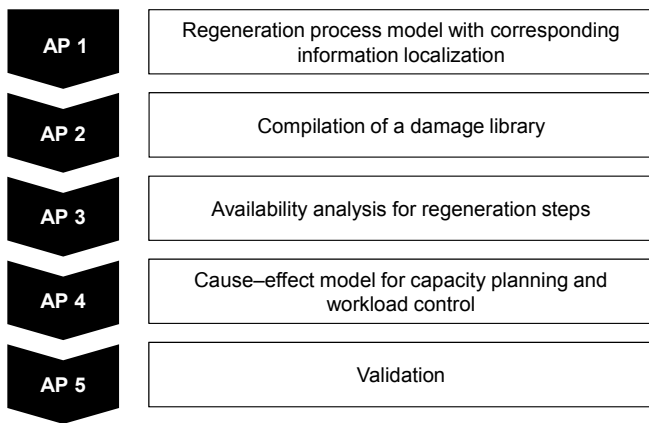 AP 1
Regeneration process model with corresponding
information localization
AP 2
Compilation of a damage library
AP 3
Availability analysis for regeneration steps
AP 4
Cause–effect model for capacity planning and
workload control
AP 5
Validation